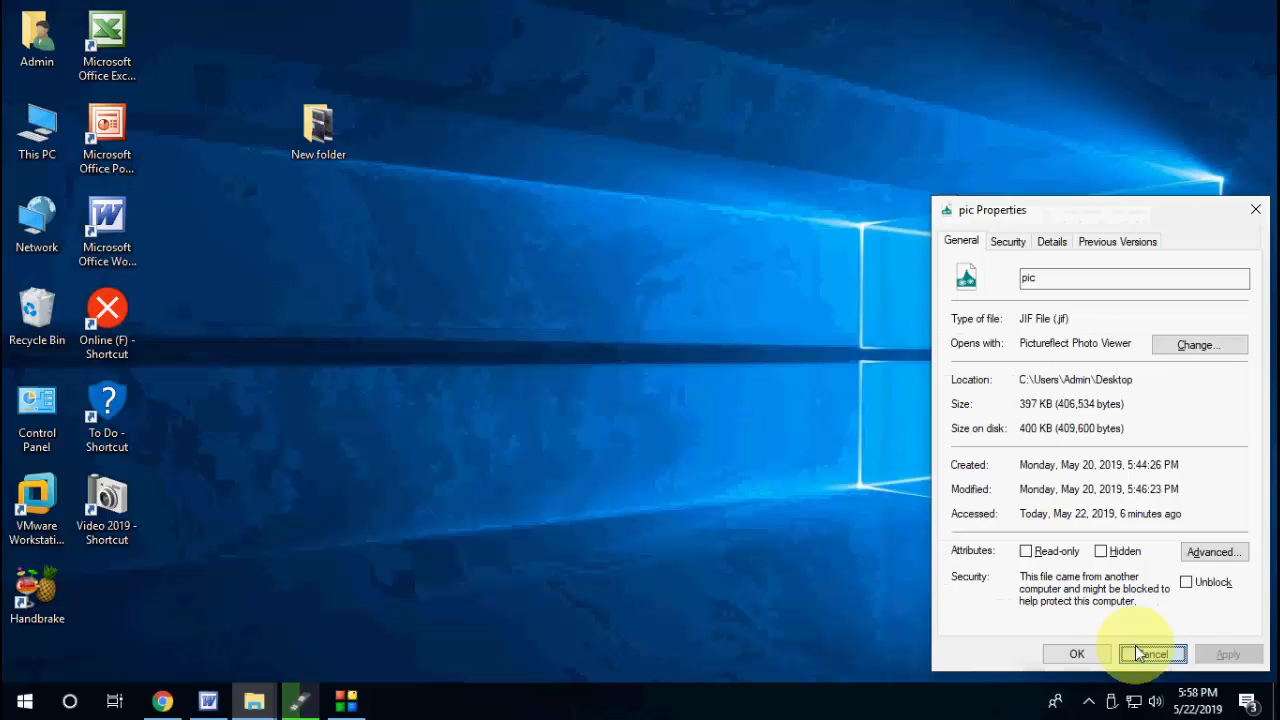 Admin
Microsoft
Office Exc...
This PC
Microsoft
Office Po...
New folder
Network
Microsoft
Office Wo...
Recycle Bin
Online (F) -
Shortcut
Control
Panel
To Do -
Shortcut
VMware
Workstati...
Video 2019 -
Shortcut
Handbrake
pic Properties
General
Security
Details
Previous Versions
pic
Type of file:
JIF File (.jif)
Opens with:
Pictureflect Photo Viewer
Change...
Location:
C:\Users\Admin\Desktop
Size:
397 KB (406,534 bytes)
Size on disk:
400 KB (409,600 bytes)
Created:
Monday, May 20, 2019, 5:44:26 PM
Modified:
Monday, May 20, 2019, 5:46:23 PM
Accessed:
Today, May 22, 2019, 6 minutes ago
Attributes:
Read-only
Hidden
Advanced...
Security:
This file came from another
computer and might be blocked to
help protect this computer.
Unblock
OK
Cancel
Apply
5:58 PM
5/22/2019
3